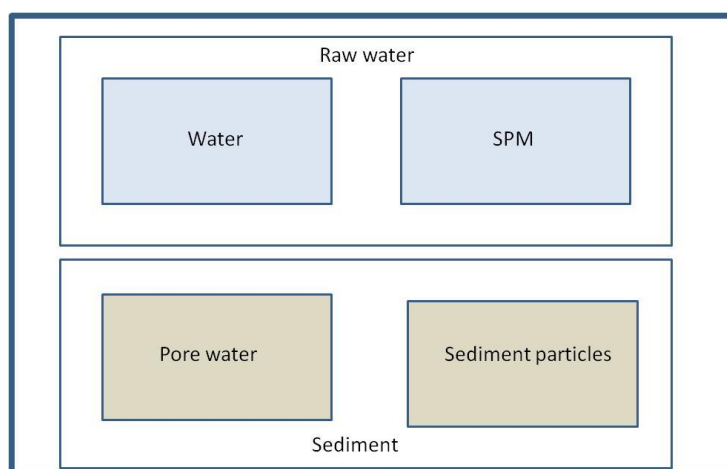 Raw water
Water
SPM
Pore water
Sediment particles
Sediment